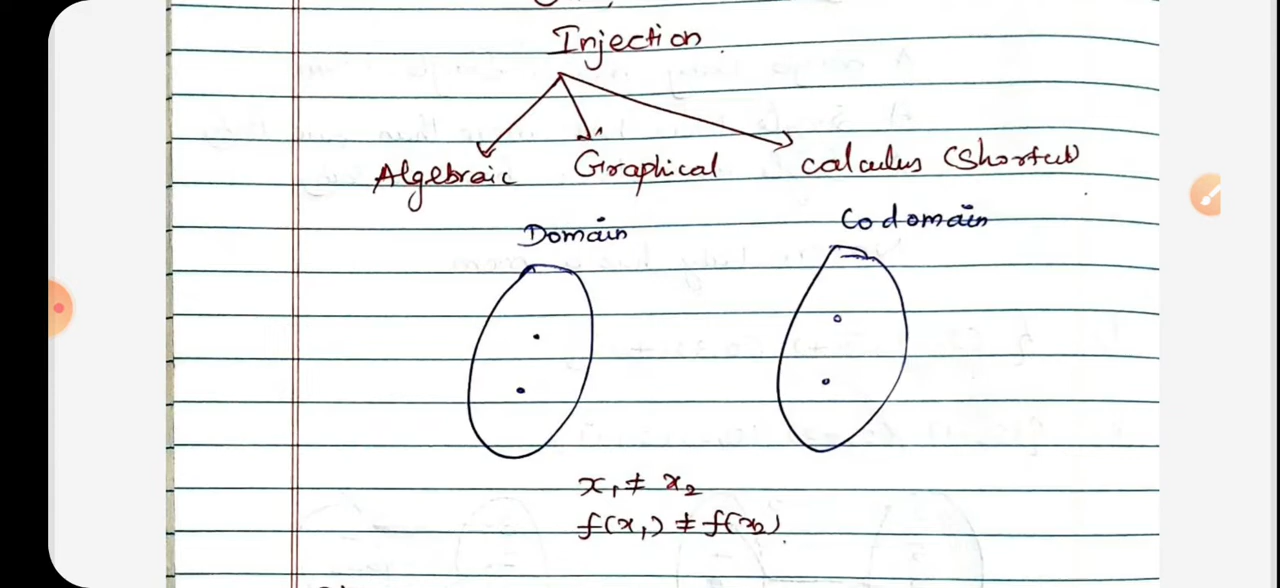 Injection
Algebraic Graphical calculus (Shortcut)
Domain Codomain
x₁ ≠ x₂
f(x₁) ≠ f(x₂)